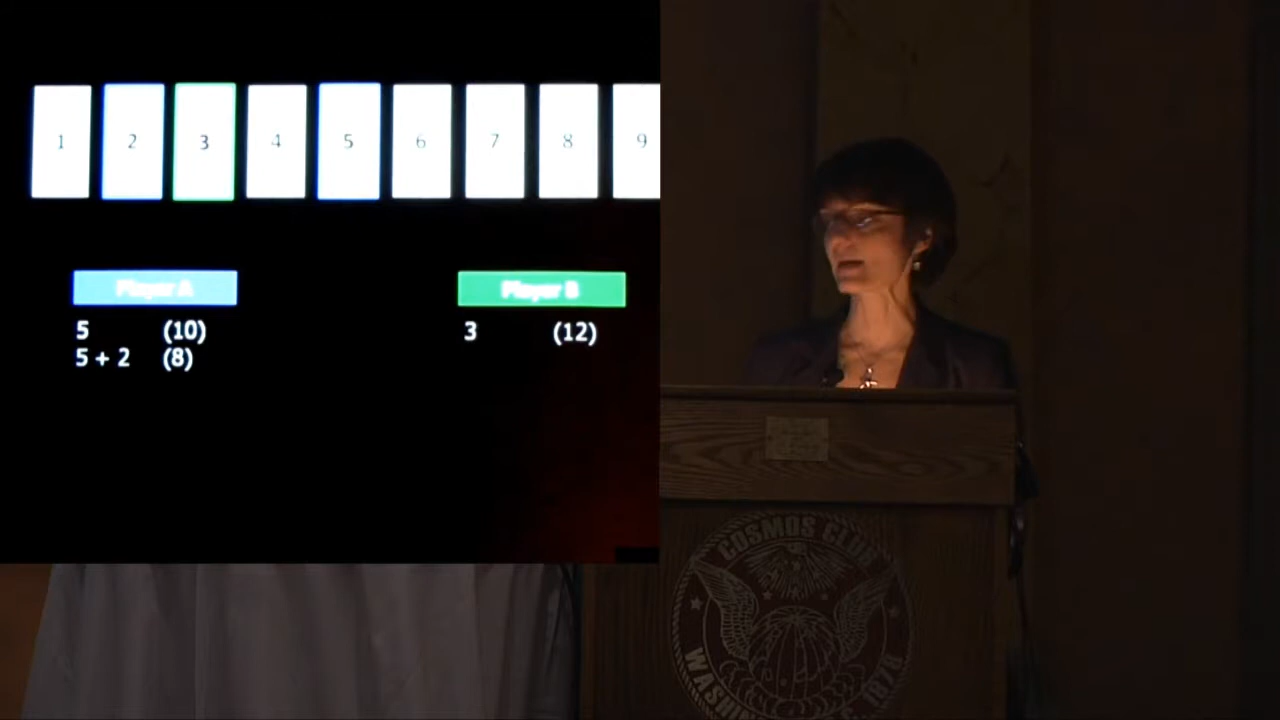 1 2 3 4 5 6 7 8 9
Player A
Player B
5 (10)
3 (12)
5 + 2 (8)
COSMOS CLUB